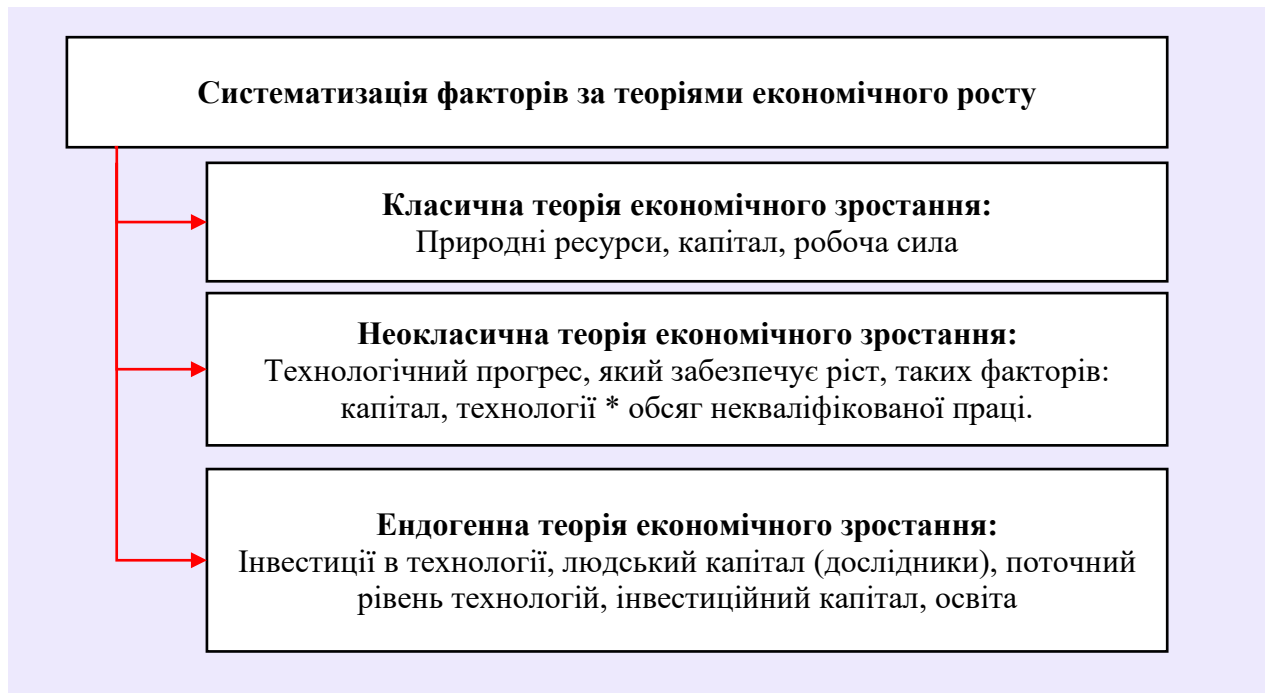 Систематизація факторів за теоріями економічного росту
Класична теорія економічного зростання:
Природні ресурси, капітал, робоча сила
Неокласична теорія економічного зростання:
Технологічний прогрес, який забезпечує ріст, таких факторів:
капітал, технології * обсяг некваліфікованої праці.
Ендогенна теорія економічного зростання:
Інвестиції в технології, людський капітал (дослідники), поточний
рівень технологій, інвестиційний капітал, освіта